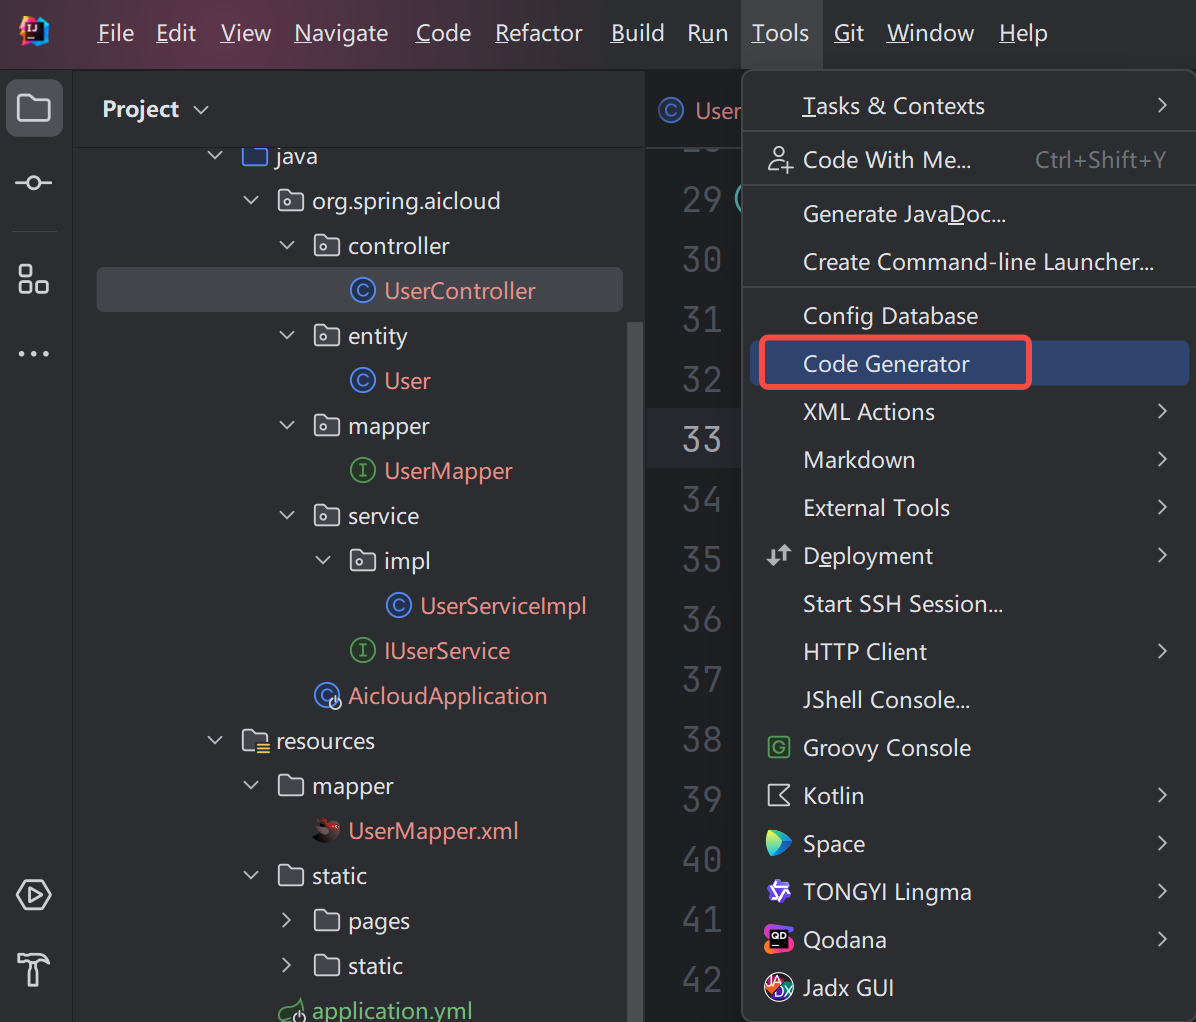 File Edit View Navigate Code Refactor Build Run Tools Git Window Help
Project
java
org.spring.aicloud
controller
UserController
entity
User
mapper
UserMapper
service
impl
UserServiceImpl
IUserService
AicloudApplication
resources
mapper
UserMapper.xml
static
pages
static
application.yml
User
29
30
31
32
33
34
35
36
37
38
39
40
41
42
Tasks & Contexts
Code With Me... Ctrl+Shift+Y
Generate JavaDoc...
Create Command-line Launcher...
Config Database
Code Generator
XML Actions
Markdown
External Tools
Deployment
Start SSH Session...
HTTP Client
JShell Console...
Groovy Console
Kotlin
Space
TONGYI Lingma
Qodana
Jadx GUI